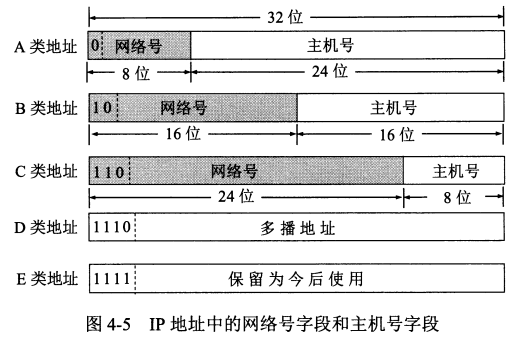 32 位
A 类地址 0 网络号 主机号
8 位 24 位
B 类地址 10 网络号 主机号
16 位 16 位
C 类地址 110 网络号 主机号
24 位 8 位
D 类地址 1110 多播地址
E 类地址 1111 保留为今后使用
图 4-5 IP 地址中的网络号字段和主机号字段